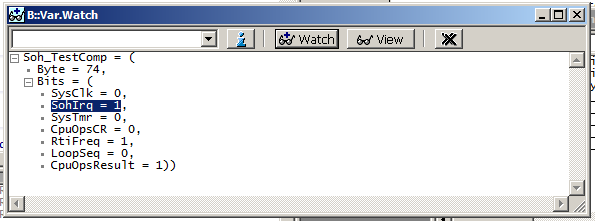 B::Var.Watch
Watch
View
Soh_TestComp = (
Byte = 74,
Bits = (
SysClk = 0,
SohIrq = 1,
SysTmr = 0,
CpuOpsCR = 0,
RtiFreq = 1,
LoopSeq = 0,
CpuOpsResult = 1))